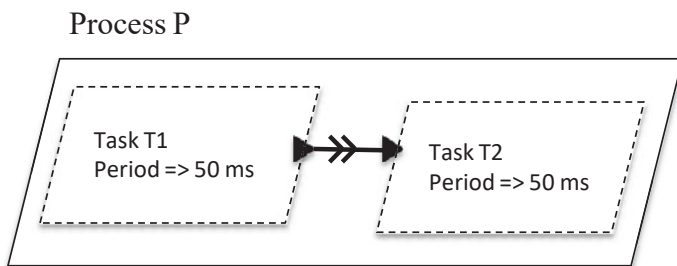 Process P
Task T1
Period => 50 ms
Task T2
Period => 50 ms